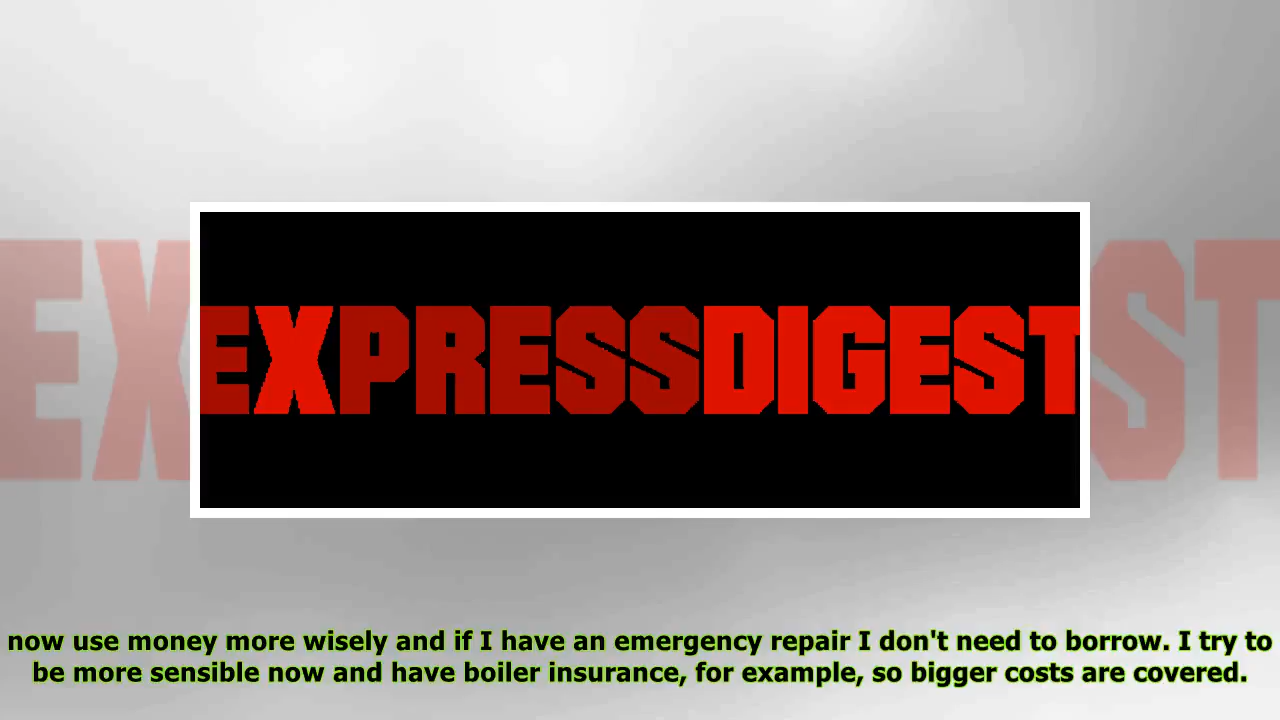 EXPRESSDIGEST
now use money more wisely and if I have an emergency repair I don't need to borrow. I try to
be more sensible now and have boiler insurance, for example, so bigger costs are covered.